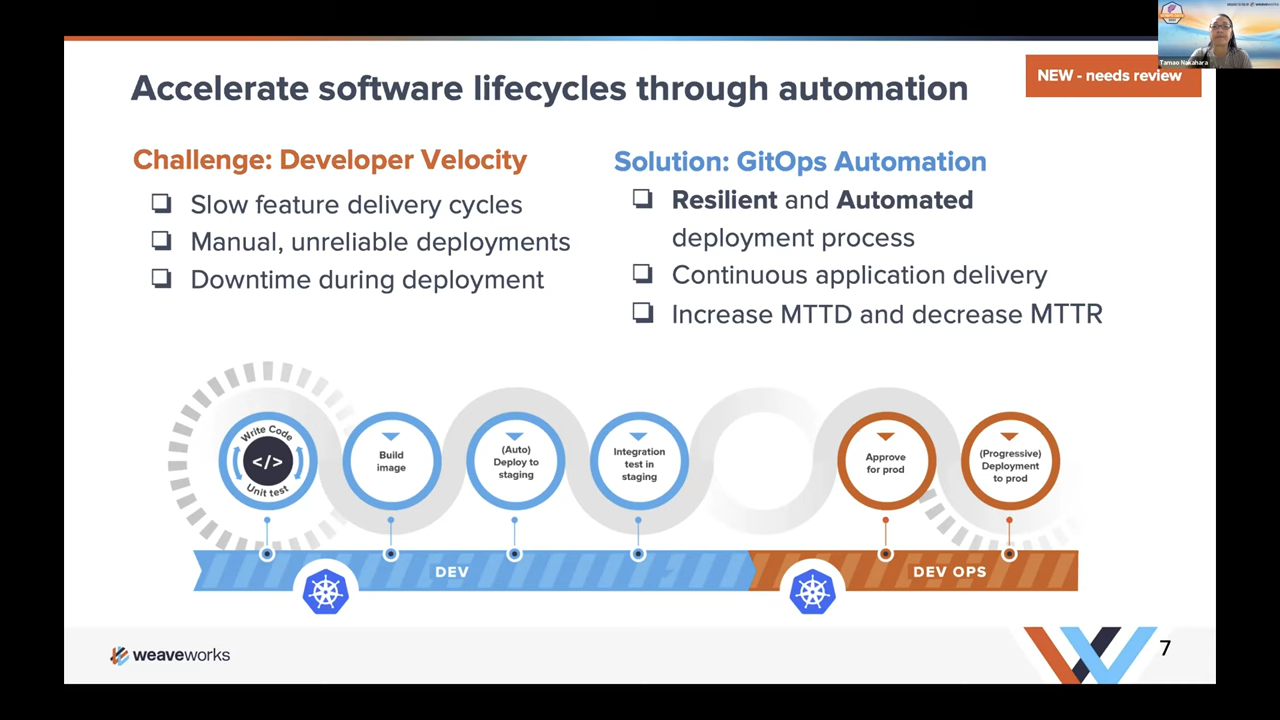 weaveworks
Tamao Nakahara
NEW - needs review
Accelerate software lifecycles through automation
Challenge: Developer Velocity
❏ Slow feature delivery cycles
❏ Manual, unreliable deployments
❏ Downtime during deployment
Solution: GitOps Automation
❏ Resilient and Automated
deployment process
❏ Continuous application delivery
❏ Increase MTTD and decrease MTTR
Write Code
</>
Unit test
Build
image
(Auto)
Deploy to
staging
Integration
test in
staging
Approve
for prod
(Progressive)
Deployment
to prod
DEV
DEV OPS
weaveworks
7